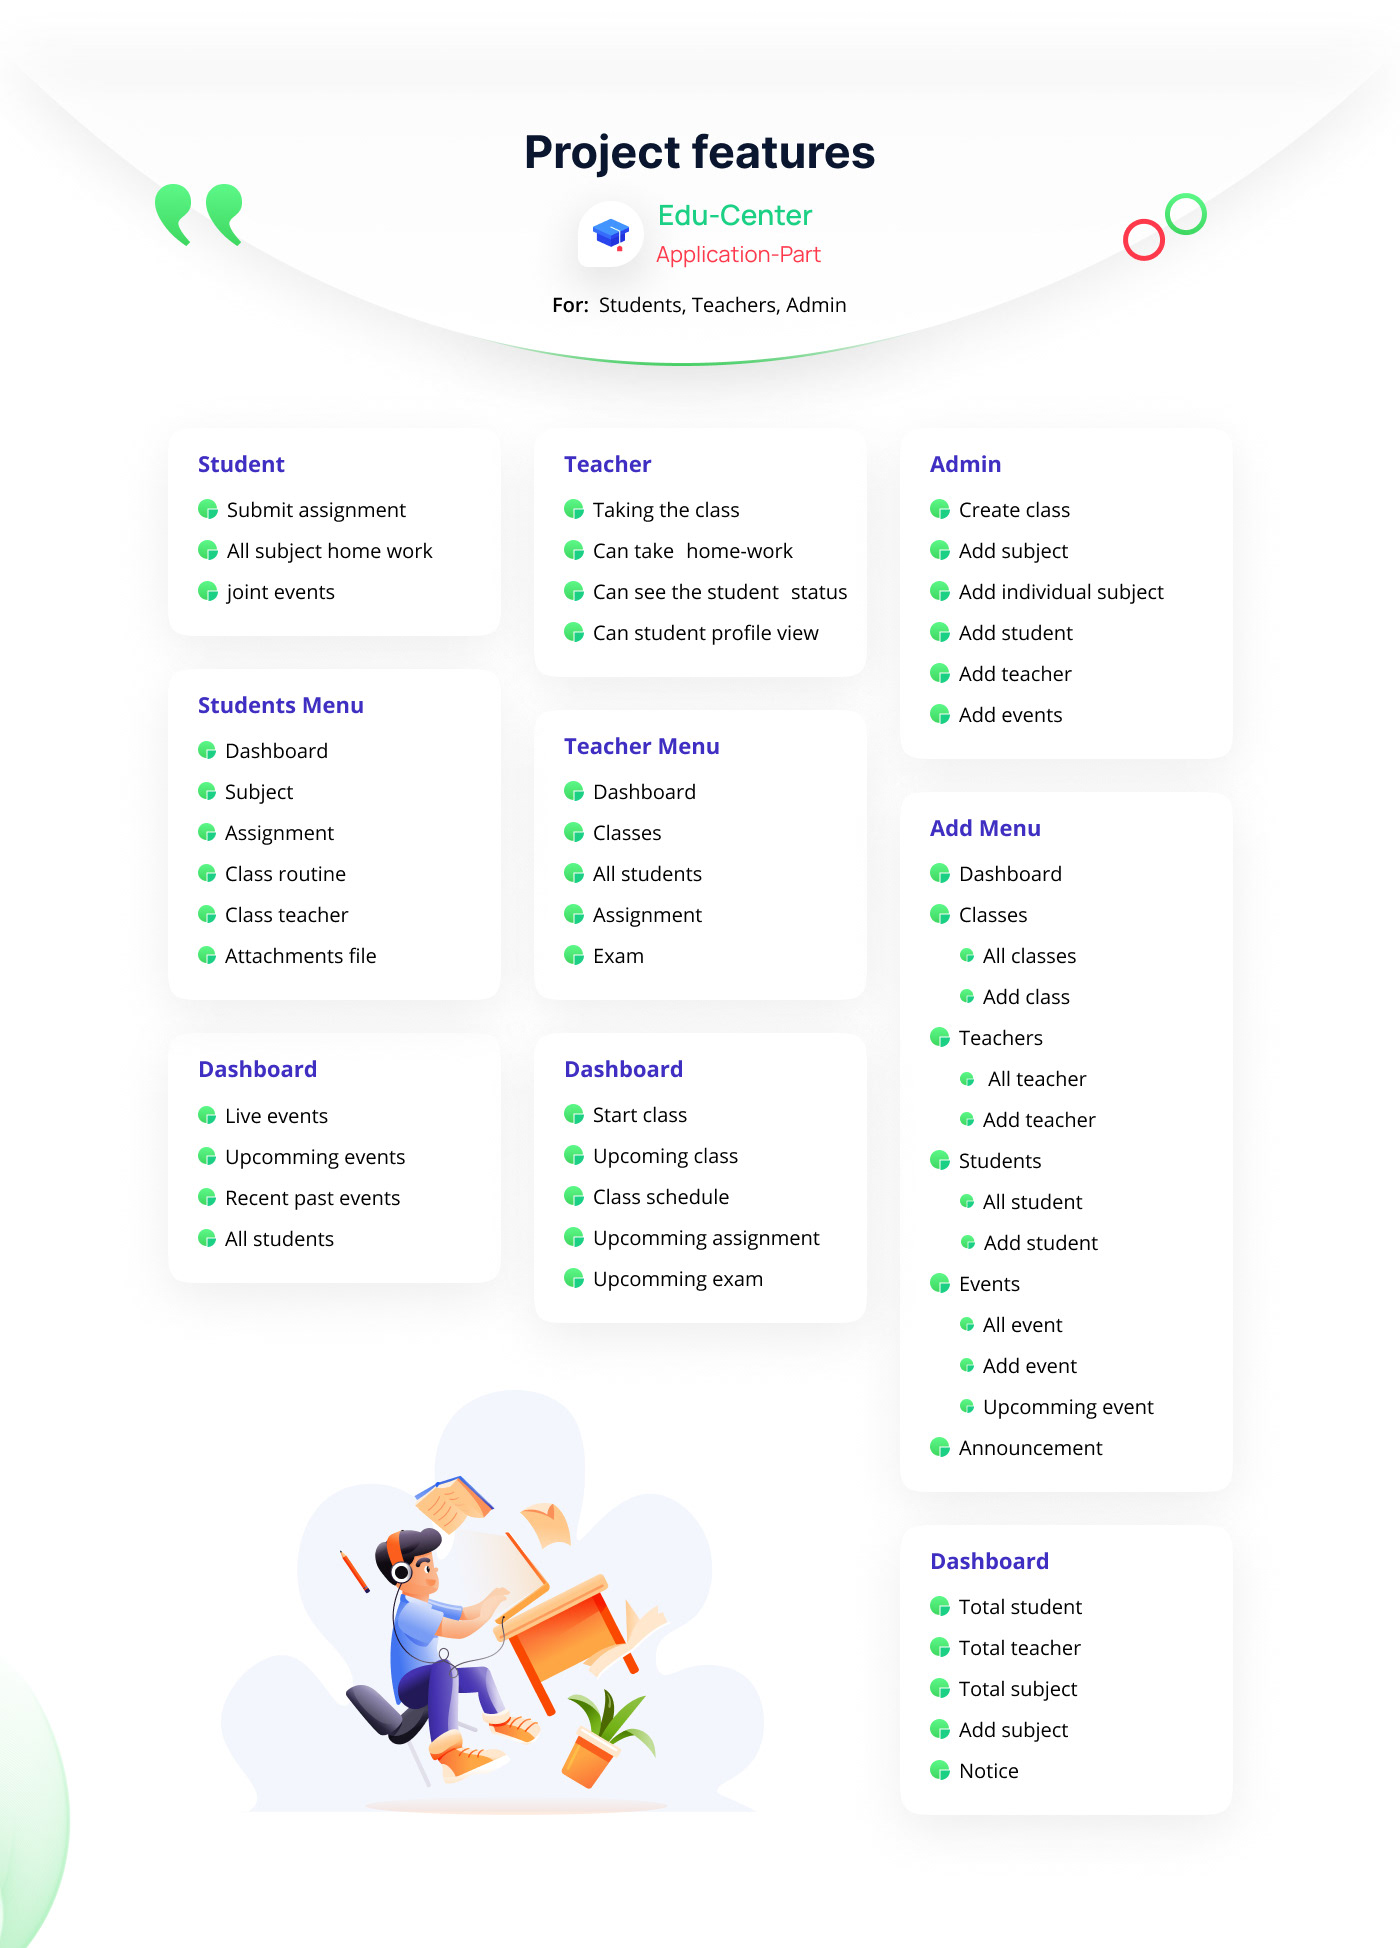 Project features
Edu-Center
Application-Part
For: Students, Teachers, Admin
Student
Submit assignment
All subject home work
joint events
Students Menu
Dashboard
Subject
Assignment
Class routine
Class teacher
Attachments file
Dashboard
Live events
Upcomming events
Recent past events
All students
Teacher
Taking the class
Can take home-work
Can see the student status
Can student profile view
Teacher Menu
Dashboard
Classes
All students
Assignment
Exam
Dashboard
Start class
Upcoming class
Class schedule
Upcomming assignment
Upcomming exam
Admin
Create class
Add subject
Add individual subject
Add student
Add teacher
Add events
Add Menu
Dashboard
Classes
All classes
Add class
Teachers
All teacher
Add teacher
Students
All student
Add student
Events
All event
Add event
Upcomming event
Announcement
Dashboard
Total student
Total teacher
Total subject
Add subject
Notice